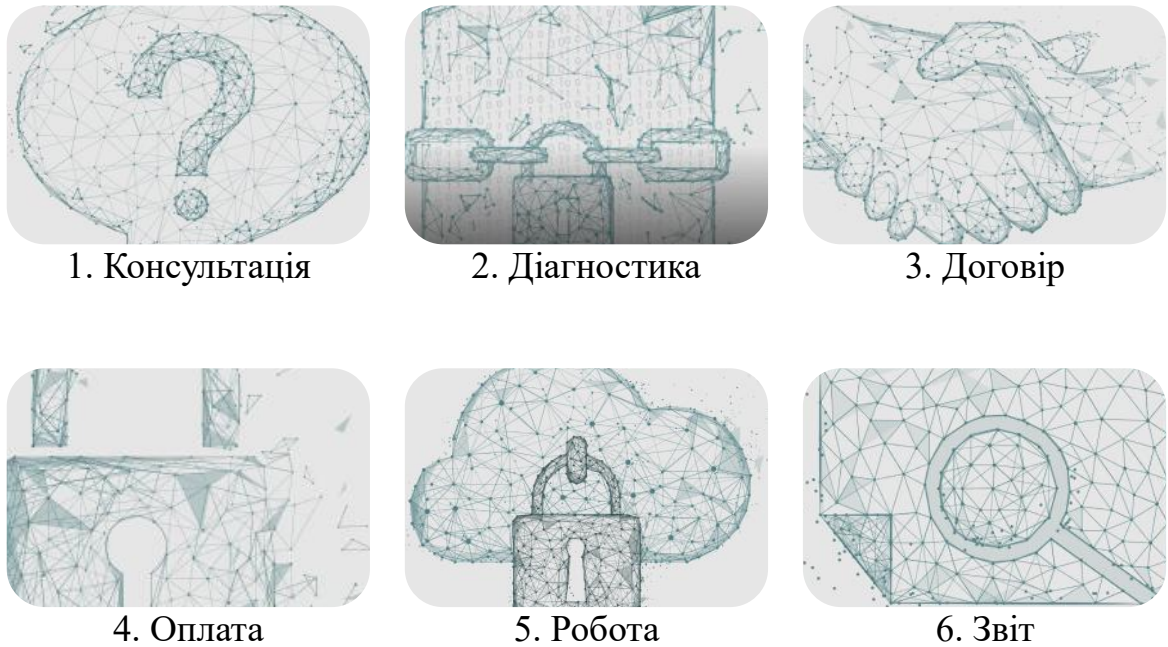 1. Консультація
2. Діагностика
3. Договір
4. Оплата
5. Робота
6. Звіт